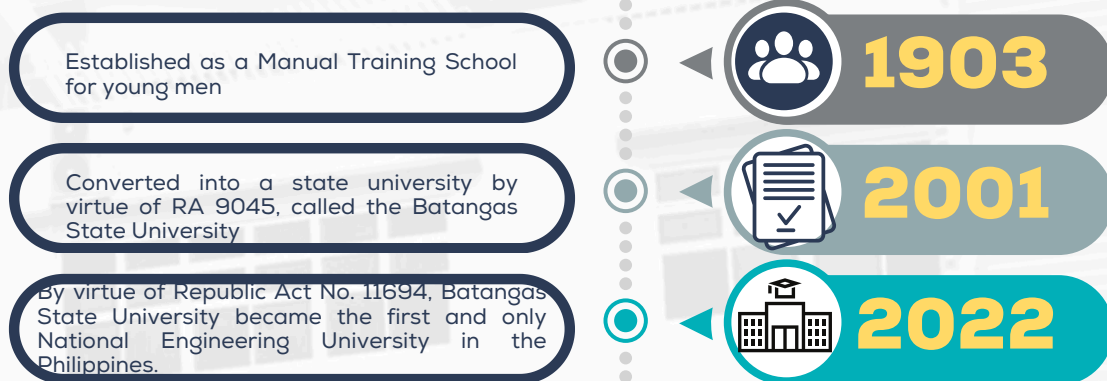 Established as a Manual Training School
for young men
1903
Converted into a state university by
virtue of RA 9045, called the Batangas
State University
2001
By virtue of Republic Act No. 11694, Batangas
State University became the first and only
National Engineering University in the
Philippines.
2022